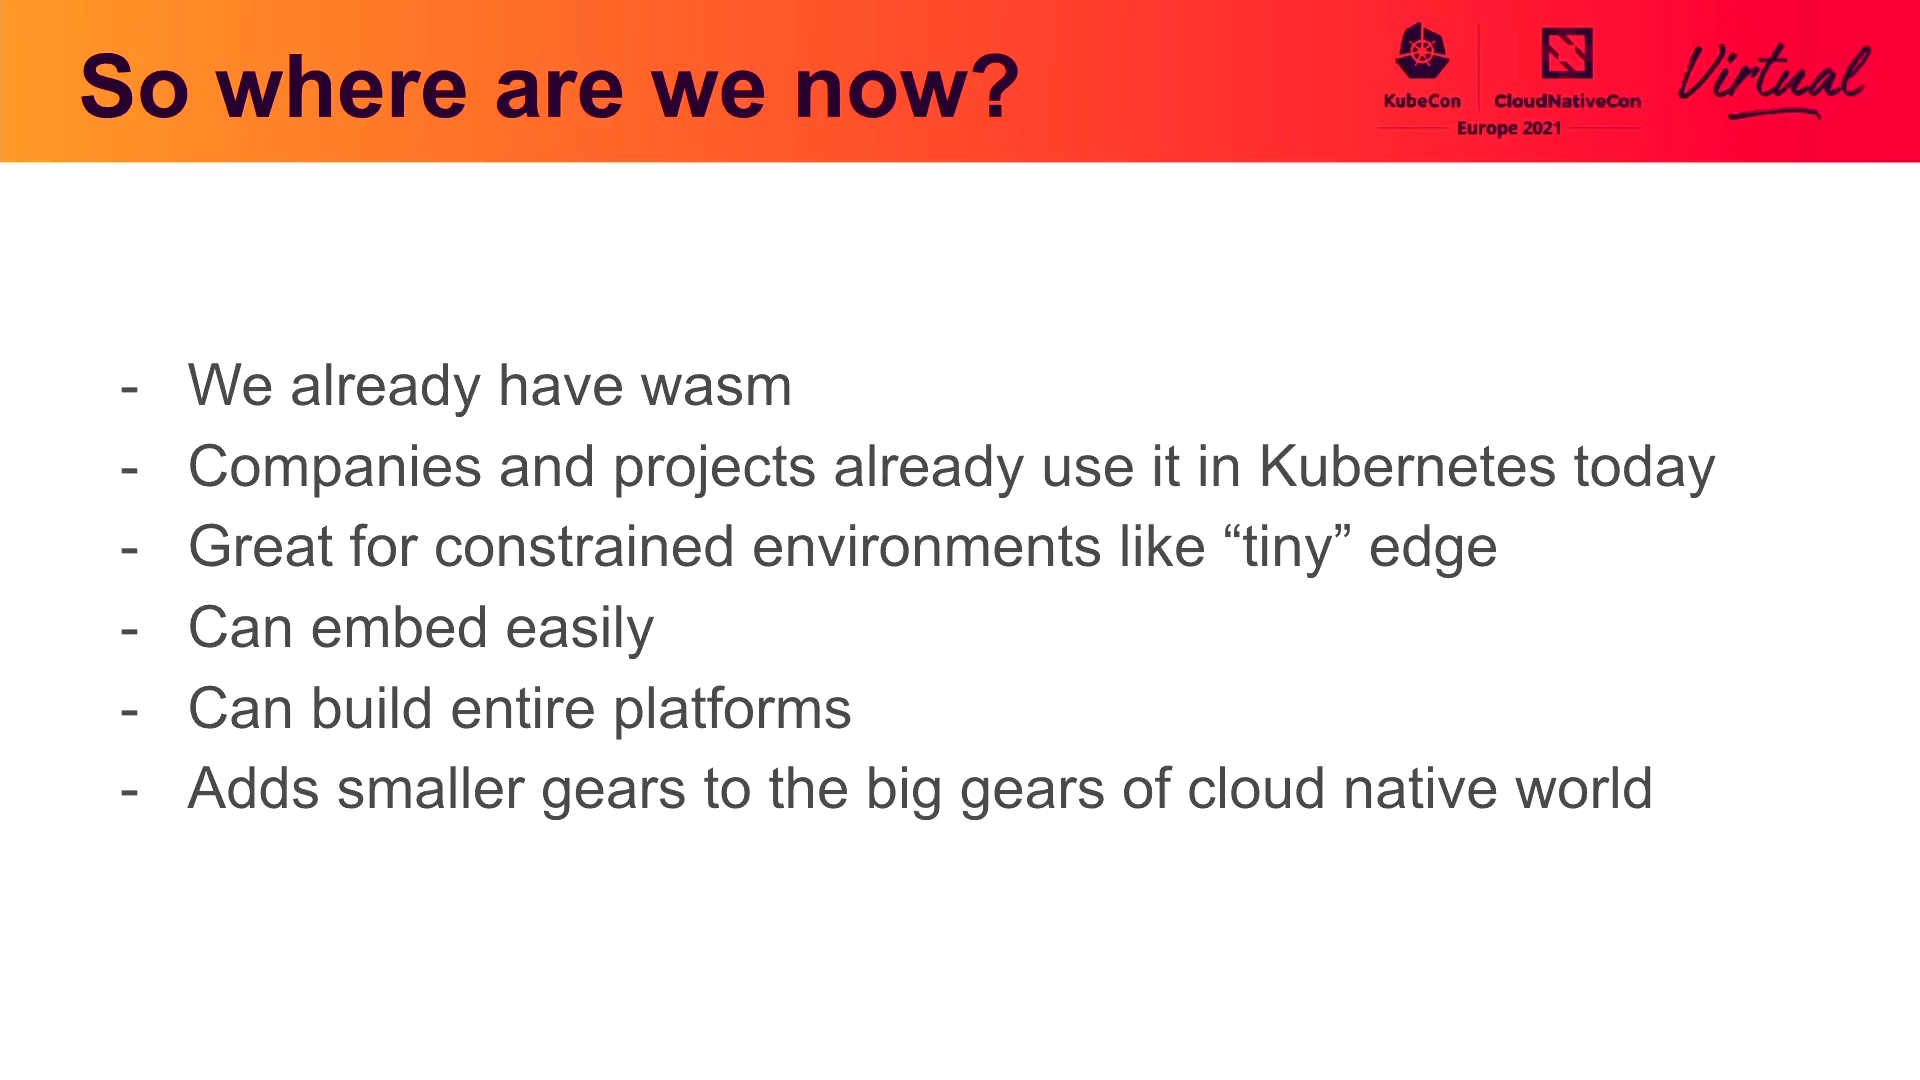 So where are we now?
KubeCon
CloudNativeCon
Europe 2021
Virtual
- We already have wasm
- Companies and projects already use it in Kubernetes today
- Great for constrained environments like “tiny” edge
- Can embed easily
- Can build entire platforms
- Adds smaller gears to the big gears of cloud native world